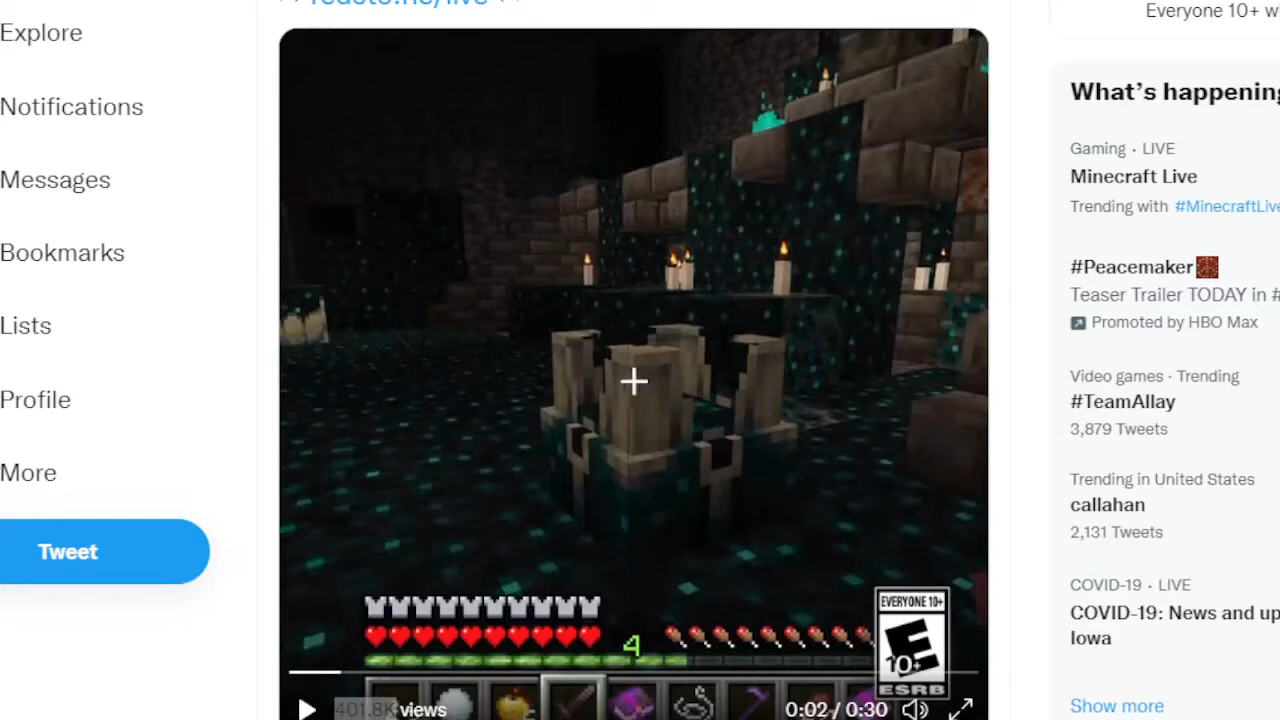 Explore
Notifications
Messages
Bookmarks
Lists
Profile
More
Tweet
EVERYONE 10+
E
10+
ESRB
4
401.8K views
0:02 / 0:30
Everyone 10+ w
What's happening
Gaming · LIVE
Minecraft Live
Trending with #MinecraftLive
#Peacemaker
Teaser Trailer TODAY in #
Promoted by HBO Max
Video games · Trending
#TeamAllay
3,879 Tweets
Trending in United States
callahan
2,131 Tweets
COVID-19 · LIVE
COVID-19: News and up
Iowa
Show more